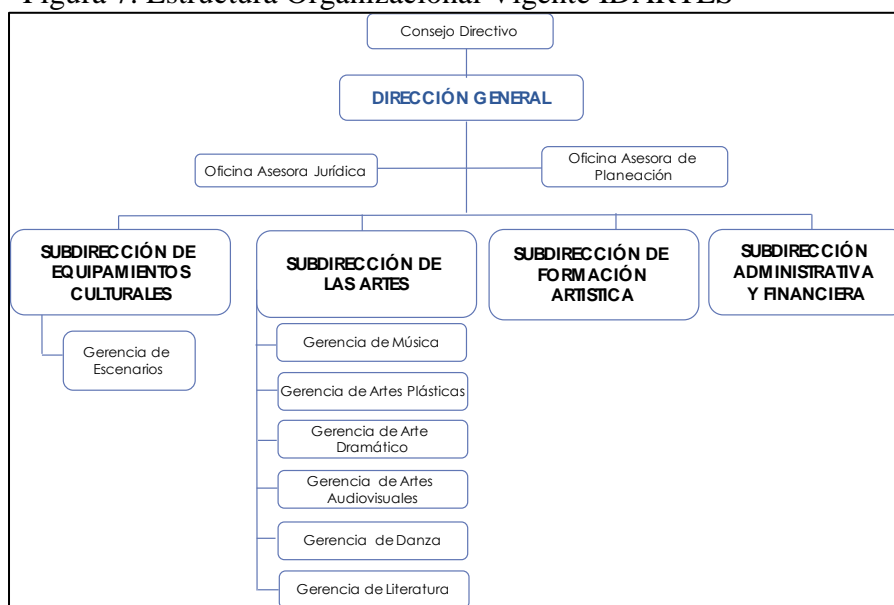 Figura 7. Estructura Organizacional Vigente IDARTES
Consejo Directivo
DIRECCIÓN GENERAL
Oficina Asesora Jurídica
Oficina Asesora de
Planeación
SUBDIRECCIÓN DE
EQUIPAMIENTOS
CULTURALES
SUBDIRECCIÓN DE
LAS ARTES
SUBDIRECCIÓN DE
FORMACIÓN
ARTISTICA
SUBDIRECCIÓN
ADMINISTRATIVA
Y FINANCIERA
Gerencia de
Escenarios
Gerencia de Música
Gerencia de Artes Plásticas
Gerencia de Arte
Dramático
Gerencia de Artes
Audiovisuales
Gerencia de Danza
Gerencia de Literatura